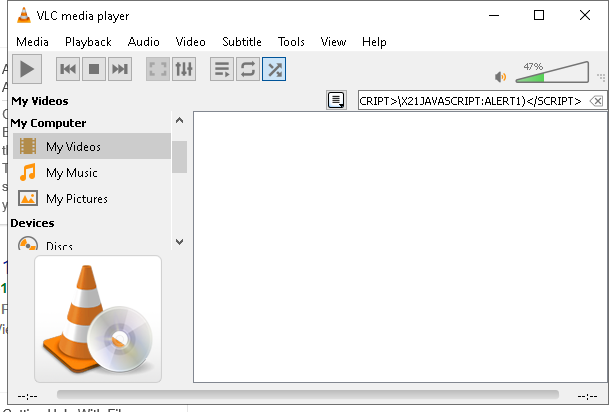 VLC media player
Media Playback Audio Video Subtitle Tools View Help
47%
My Videos
CRIPT>\X21JAVASCRIPT:ALERT1)</SCRIPT>
My Computer
My Videos
My Music
My Pictures
Devices
Discs
--:--
--:--